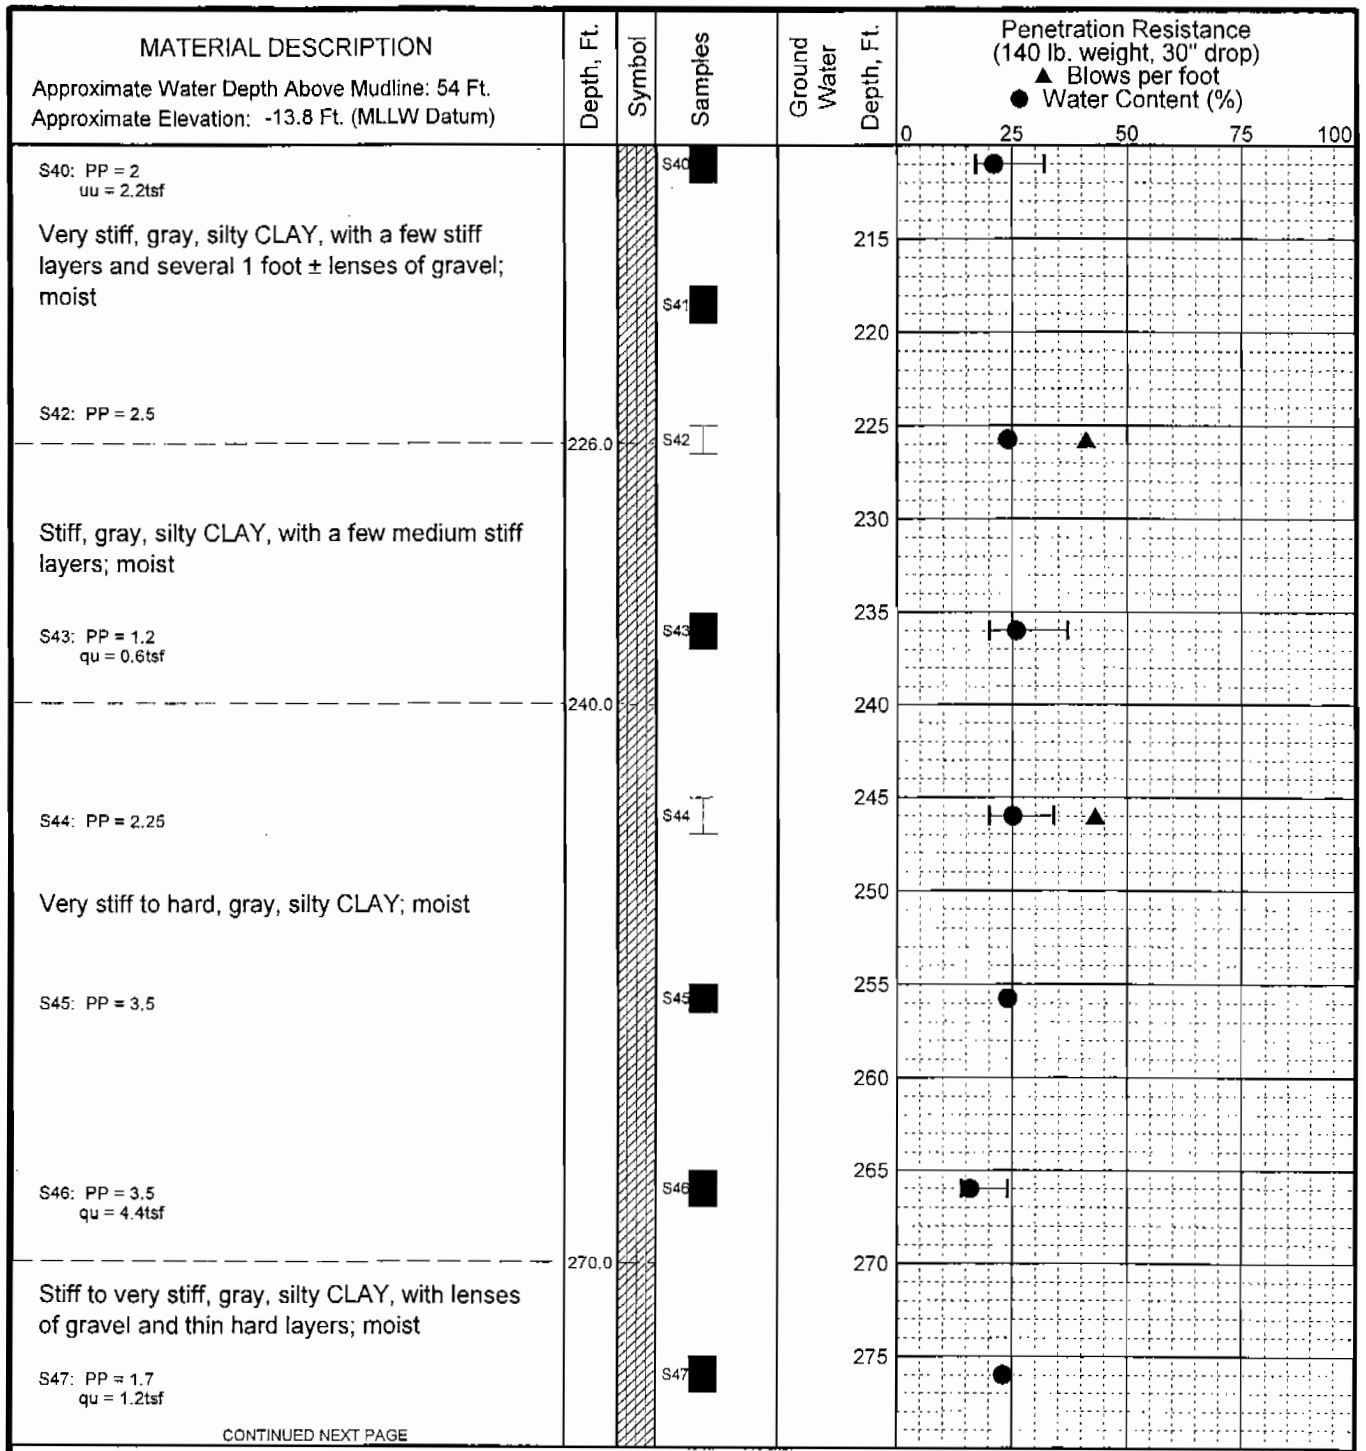 MATERIAL DESCRIPTION
Approximate Water Depth Above Mudline: 54 Ft.
Approximate Elevation: -13.8 Ft. (MLLW Datum)
Depth, Ft.
Symbol
Samples
Ground
Water
Depth, Ft.
Penetration Resistance
(140 lb. weight, 30" drop)
▲ Blows per foot
● Water Content (%)
0 25 50 75 100
S40: PP = 2
uu = 2.2tsf
S40
Very stiff, gray, silty CLAY, with a few stiff
layers and several 1 foot ± lenses of gravel;
moist
215
S41
220
S42: PP = 2.5
225
226.0
S42
230
Stiff, gray, silty CLAY, with a few medium stiff
layers; moist
235
S43: PP = 1.2
qu = 0.6tsf
S43
240.0
240
245
S44: PP = 2.25
S44
250
Very stiff to hard, gray, silty CLAY; moist
255
S45: PP = 3.5
S45
260
265
S46: PP = 3.5
qu = 4.4tsf
S46
270.0
270
Stiff to very stiff, gray, silty CLAY, with lenses
of gravel and thin hard layers; moist
275
S47: PP = 1.7
qu = 1.2tsf
S47
CONTINUED NEXT PAGE